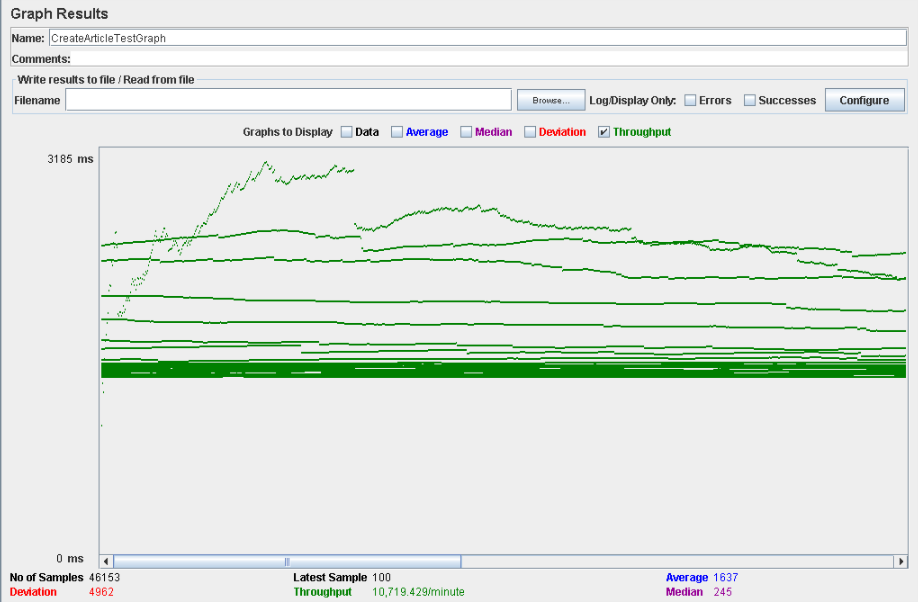 Graph Results
Name: CreateArticleTestGraph
Comments:
Write results to file / Read from file
Filename Browse... Log/Display Only: Errors Successes Configure
Graphs to Display Data Average Median Deviation Throughput
3185 ms
0 ms
No of Samples 46153 Latest Sample 100 Average 1637
Deviation 4962 Throughput 10,719.429/minute Median 245